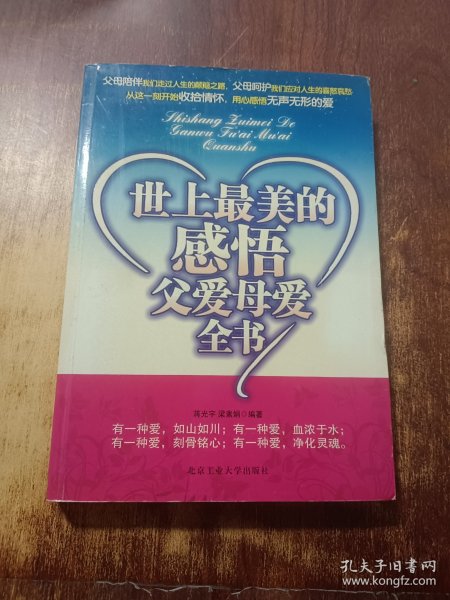 父母陪伴我们走过人生的颠簸之路，父母呵护我们应对人生的喜怒哀愁
从这一刻开始收拾情怀，用心感悟无声无形的爱
Shishang Zuimei De
Ganwu Fu'ai Mu'ai
Quanshu
世上最美的
感悟
父爱母爱
全书
蒋光宇 梁素娟◎编著
有一种爱，如山如川；有一种爱，血浓于水；
有一种爱，刻骨铭心；有一种爱，净化灵魂。
北京工业大学出版社
孔夫子旧书网
www.kongfz.com